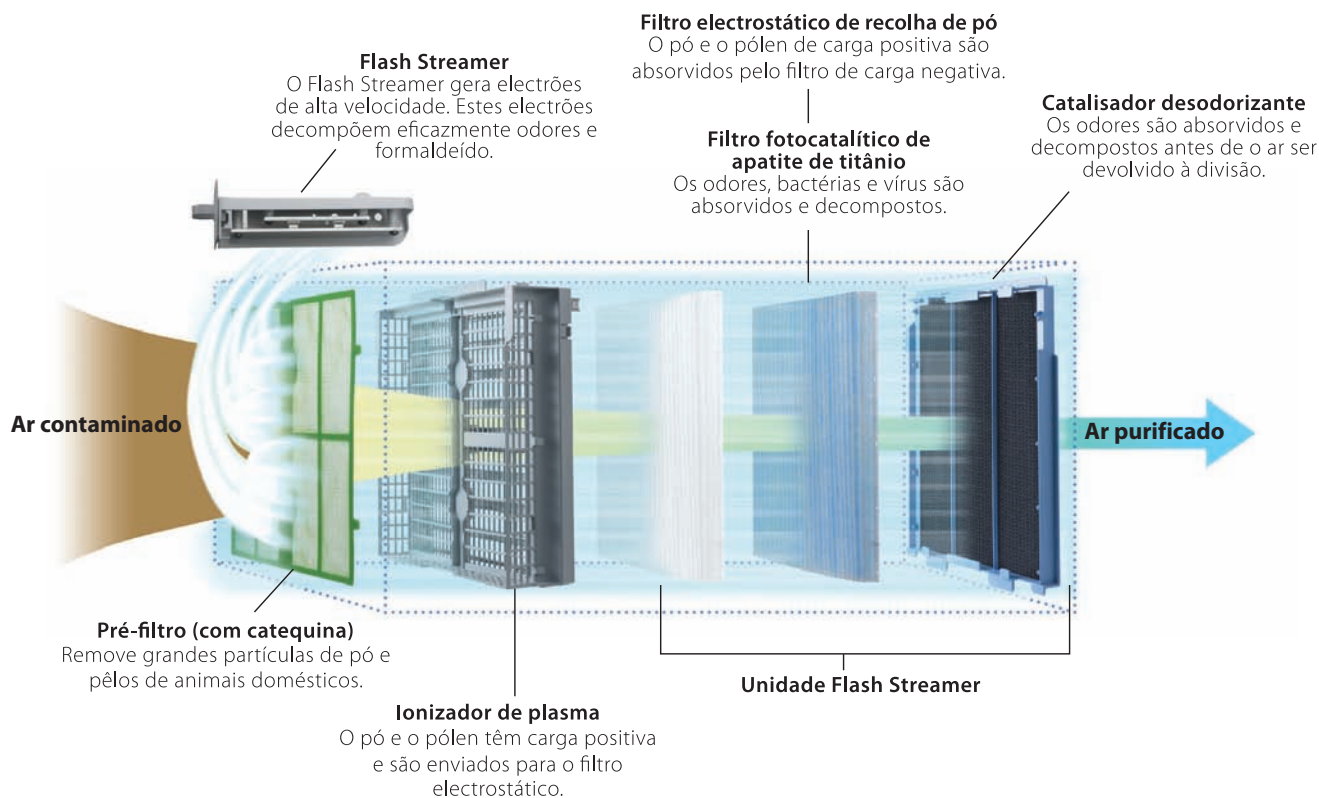 Filtro electrostático de recolha de pó
O pó e o pólen de carga positiva são
absorvidos pelo filtro de carga negativa.
Flash Streamer
O Flash Streamer gera electrões
de alta velocidade. Estes electrões
decompõem eficazmente odores e
formaldeído.
Catalisador desodorizante
Os odores são absorvidos e
decompostos antes de o ar ser
devolvido à divisão.
Filtro fotocatalítico de
apatite de titânio
Os odores, bactérias e vírus são
absorvidos e decompostos.
Ar contaminado
Ar purificado
Pré-filtro (com catequina)
Remove grandes partículas de pó e
pêlos de animais domésticos.
Unidade Flash Streamer
Ionizador de plasma
O pó e o pólen têm carga positiva
e são enviados para o filtro
electrostático.